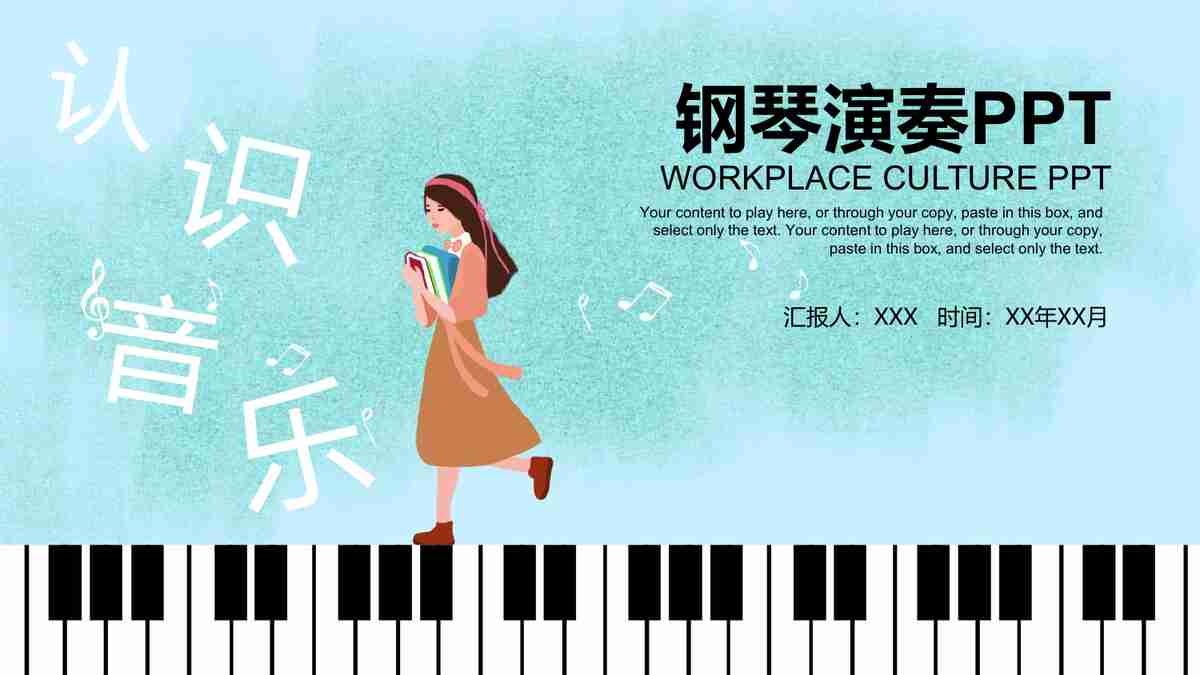 认识音乐
钢琴演奏PPT
WORKPLACE CULTURE PPT
Your content to play here, or through your copy, paste in this box, and
select only the text. Your content to play here, or through your copy,
paste in this box, and select only the text.
汇报人：XXX 时间：XX年XX月